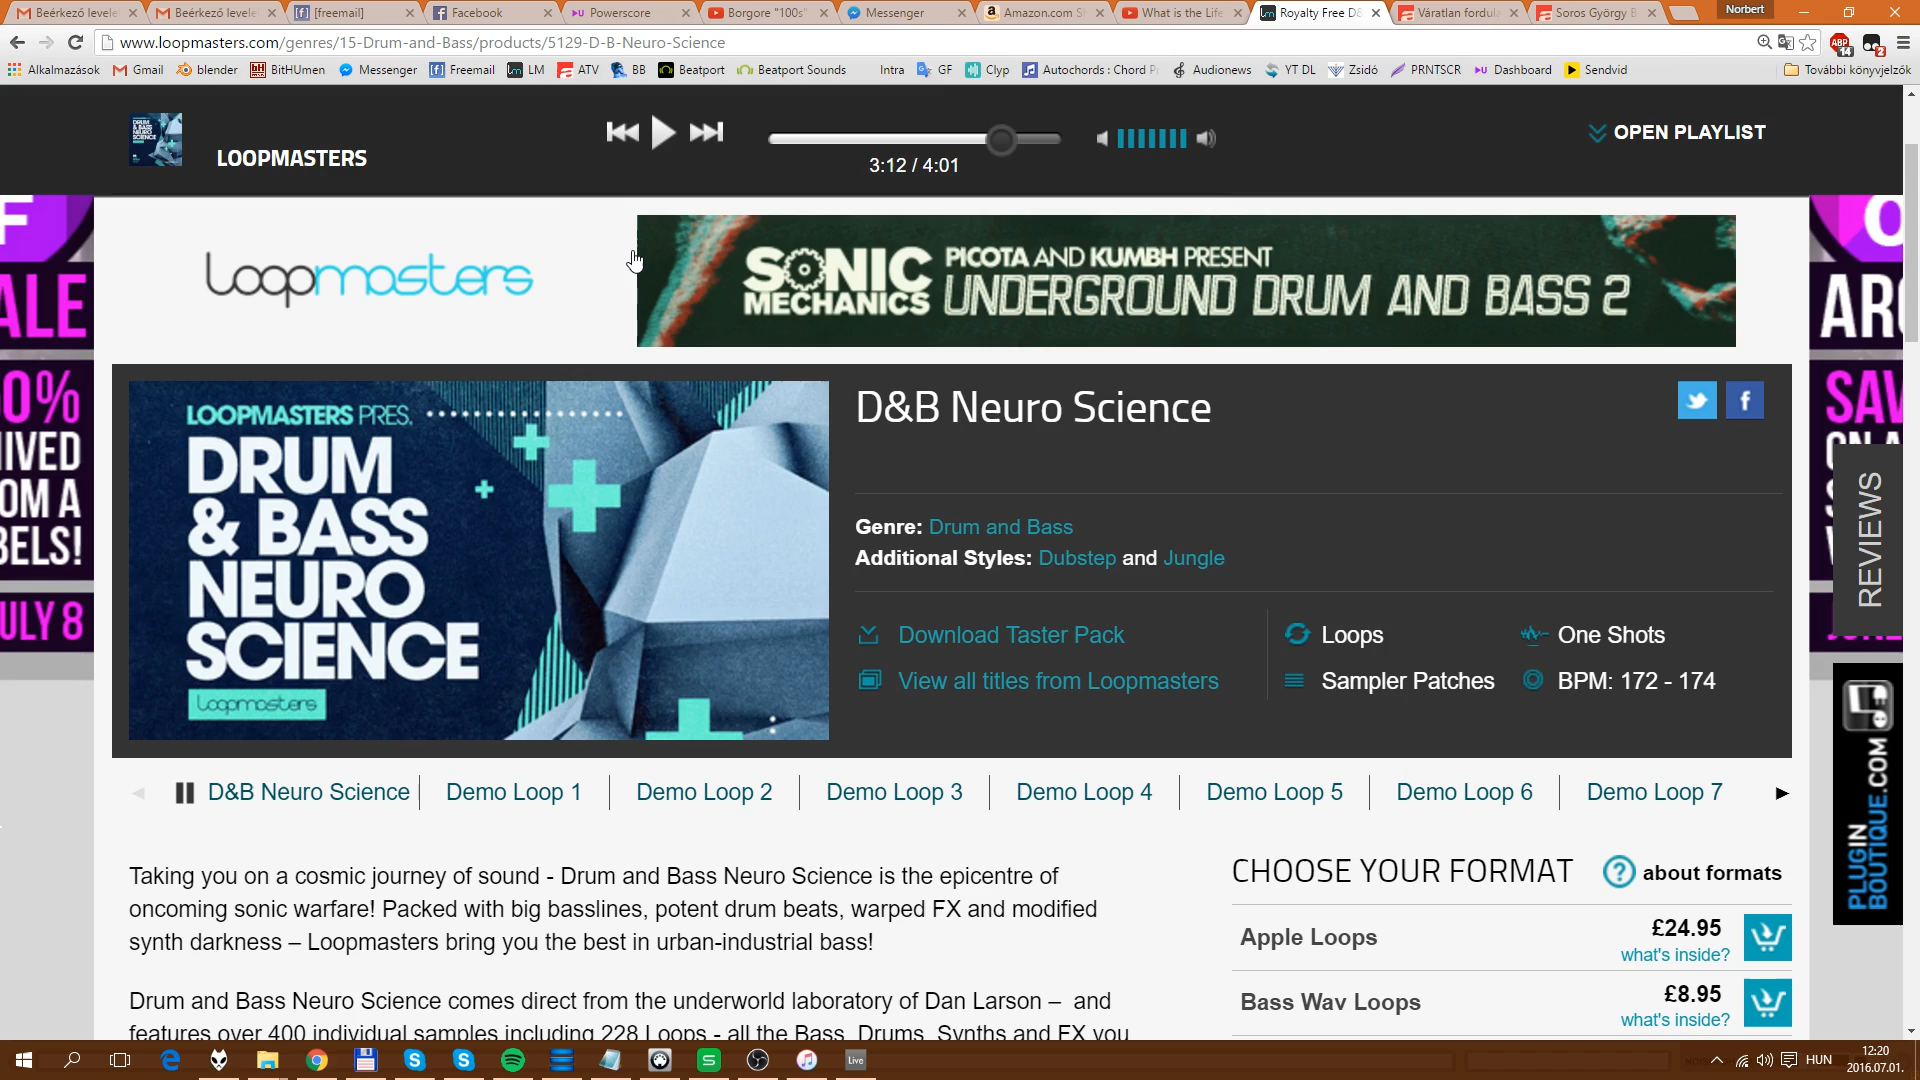 Beérkező levele
Beérkező levele
[freemail]
Facebook
Powerscore
Borgore "100s"
Messenger
Amazon.com S
What is the Life
Royalty Free D&
Váratlan fordul
Soros György B
Norbert
www.loopmasters.com/genres/15-Drum-and-Bass/products/5129-D-B-Neuro-Science
Alkalmazások Gmail blender BitHUmen Messenger Freemail LM ATV BB Beatport Beatport Sounds Intra GF Clyp Autochords : Chord P Audionews YT DL Zsidó PRNTSCR Dashboard Sendvid További könyvjelzők
LOOPMASTERS
3:12 / 4:01
OPEN PLAYLIST
loopmasters
SONIC MECHANICS
PICOTA AND KUMBH PRESENT
UNDERGROUND DRUM AND BASS 2
LOOPMASTERS PRES.
DRUM
& BASS
NEURO
SCIENCE
loopmasters
D&B Neuro Science
Genre: Drum and Bass
Additional Styles: Dubstep and Jungle
Download Taster Pack
View all titles from Loopmasters
Loops
One Shots
Sampler Patches
BPM: 172 - 174
F
ALE
0%
IVED
OM A
BELS!
ULY 8
O
ARC
SAV
REVIEWS
PLUGIN
BOUTIQUE.COM
D&B Neuro Science
Demo Loop 1
Demo Loop 2
Demo Loop 3
Demo Loop 4
Demo Loop 5
Demo Loop 6
Demo Loop 7
Taking you on a cosmic journey of sound - Drum and Bass Neuro Science is the epicentre of
oncoming sonic warfare! Packed with big basslines, potent drum beats, warped FX and modified
synth darkness – Loopmasters bring you the best in urban-industrial bass!
Drum and Bass Neuro Science comes direct from the underworld laboratory of Dan Larson – and
features over 400 individual samples including 228 Loops - all the Bass, Drums, Synths and FX you
CHOOSE YOUR FORMAT
about formats
Apple Loops
£24.95
what's inside?
Bass Wav Loops
£8.95
what's inside?
Live
HUN
12:20
2016.07.01.